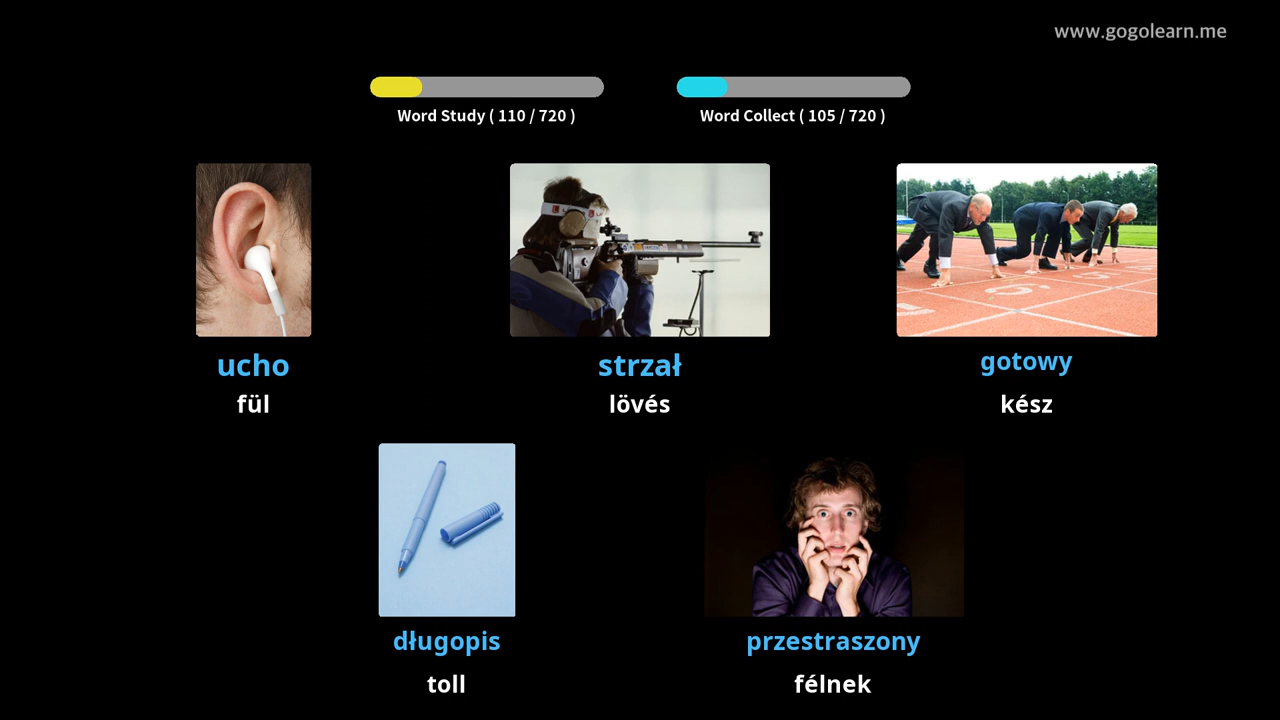 www.gogolearn.me
Word Study ( 110 / 720 )
Word Collect ( 105 / 720 )
ucho
fül
strzał
lövés
gotowy
kész
długopis
toll
przestraszony
félnek